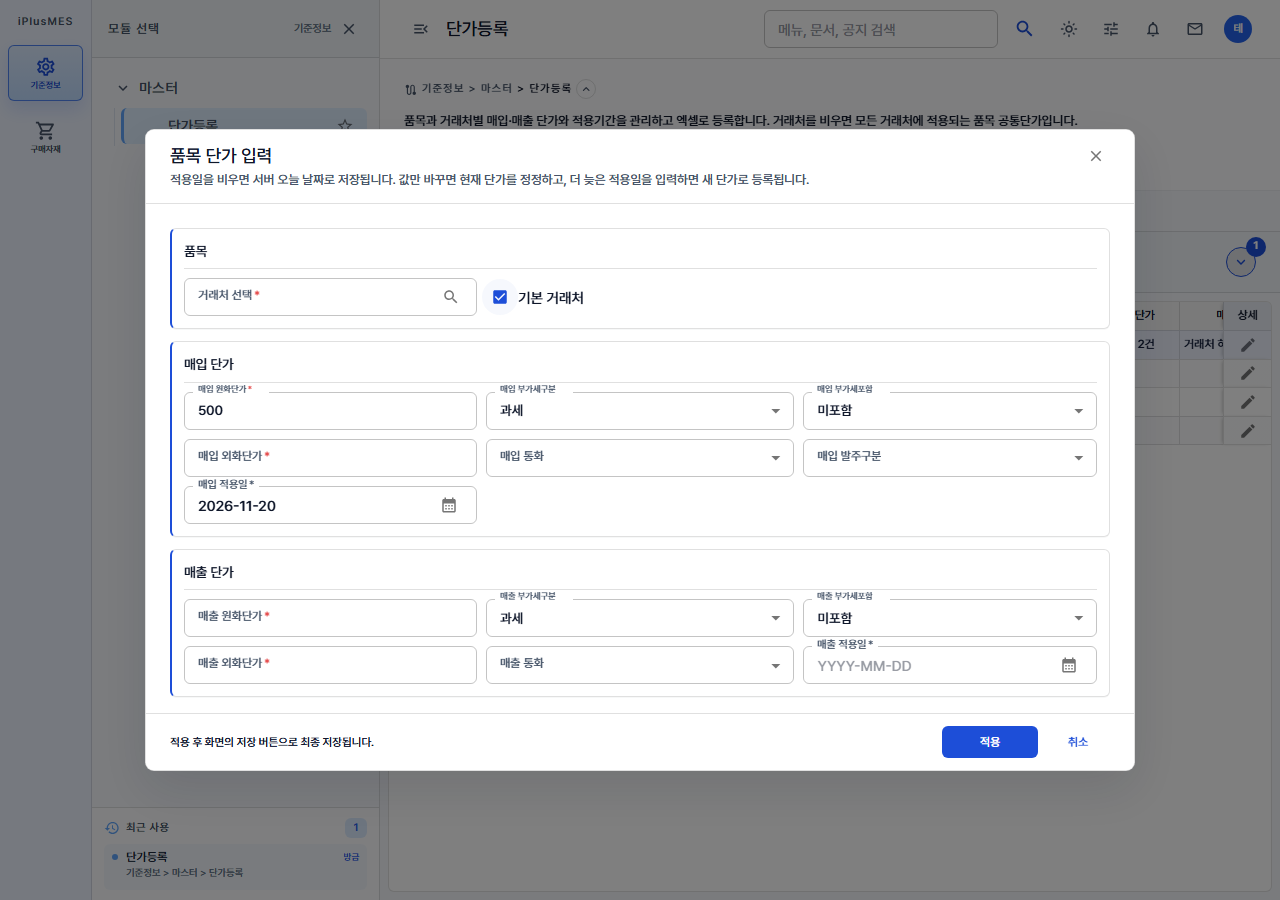 iPlusMES
기준정보
구매자재
모듈 선택
기준정보
마스터
단가등록
최근 사용
1
단가등록
방금
기준정보 > 마스터 > 단가등록
단가등록
메뉴, 문서, 공지 검색
테
기준정보 > 마스터 > 단가등록
품목과 거래처별 매입·매출 단가와 적용기간을 관리하고 엑셀로 등록합니다. 거래처를 비우면 모든 거래처에 적용되는 품목 공통단가입니다.
1
단가
상세
2건
거래처
품목 단가 입력
적용일을 비우면 서버 오늘 날짜로 저장됩니다. 값만 바꾸면 현재 단가를 정정하고, 더 늦은 적용일을 입력하면 새 단가로 등록됩니다.
품목
거래처 선택 *
기본 거래처
매입 단가
매입 원화단가 *
500
매입 부가세구분
과세
매입 부가세포함
미포함
매입 외화단가 *
매입 통화
매입 발주구분
매입 적용일 *
2026-11-20
매출 단가
매출 원화단가 *
매출 부가세구분
과세
매출 부가세포함
미포함
매출 외화단가 *
매출 통화
매출 적용일 *
YYYY-MM-DD
적용 후 화면의 저장 버튼으로 최종 저장됩니다.
적용
취소